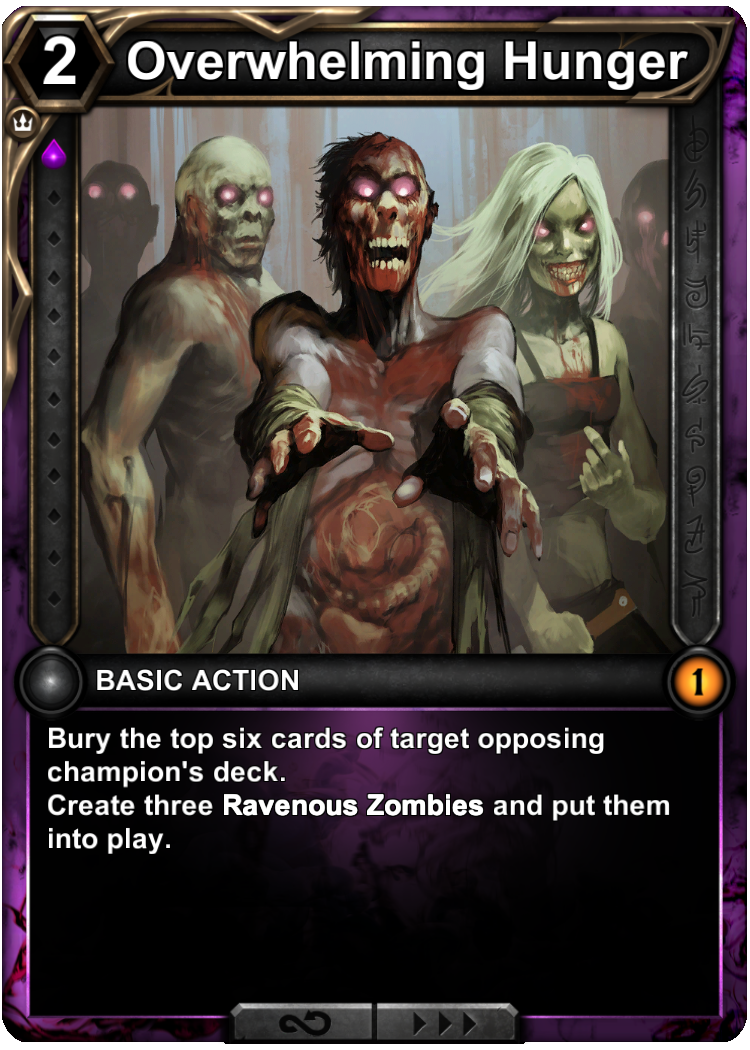 2
Overwhelming Hunger
BASIC ACTION
1
Bury the top six cards of target opposing
champion's deck.
Create three Ravenous Zombies and put them
into play.